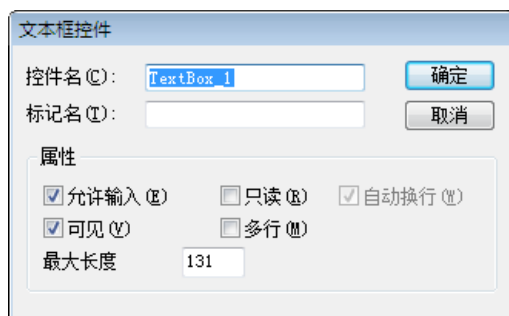 文本框控件
控件名(C): TextBox_1 确定
标记名(T): 取消
属性
允许输入(E) 只读(R) 自动换行(W)
可见(V) 多行(M)
最大长度 131